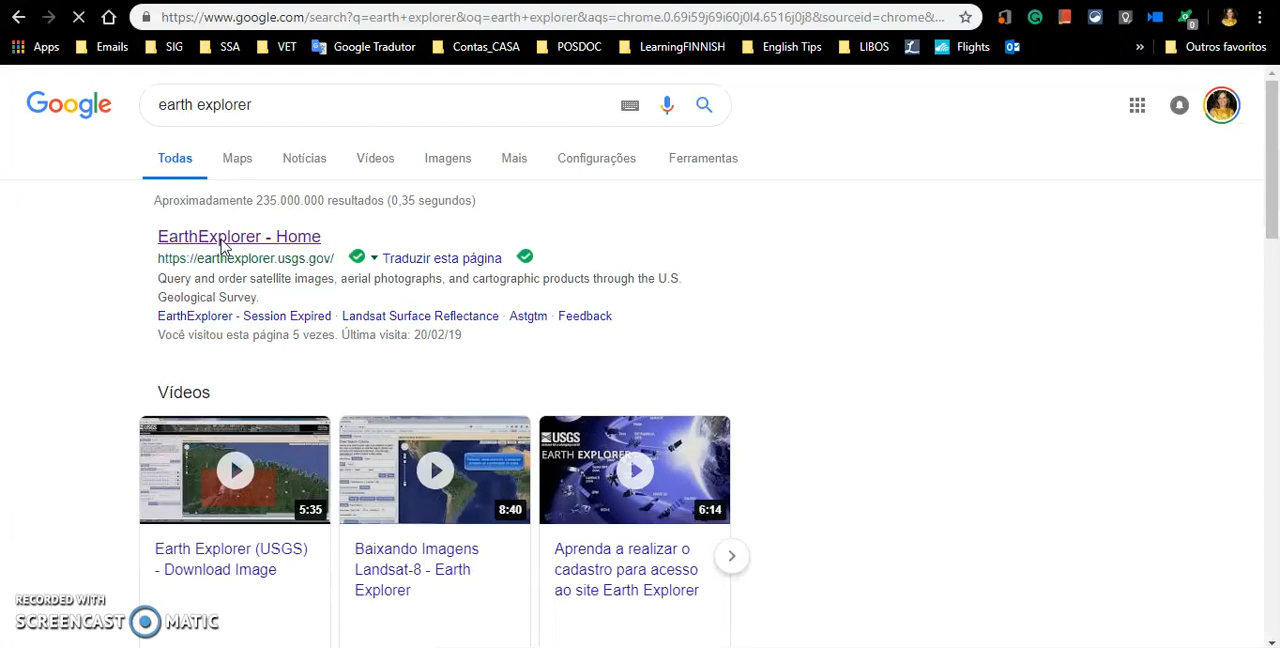 https://www.google.com/search?q=earth+explorer&oq=earth+explorer&aqs=chrome.0.69i59j69i60j0l4.6516j0j8&sourceid=chrome&...
0
Apps Emails SIG SSA VET Google Tradutor Contas_CASA POSDOC LearningFINNISH English Tips LIBOS Flights » Outros favoritos
Google earth explorer
Todas Maps Notícias Vídeos Imagens Mais Configurações Ferramentas
Aproximadamente 235.000.000 resultados (0,35 segundos)
EarthExplorer - Home
https://earthexplorer.usgs.gov/ Traduzir esta página
Query and order satellite images, aerial photographs, and cartographic products through the U.S.
Geological Survey.
EarthExplorer - Session Expired · Landsat Surface Reflectance · Astgtm · Feedback
Você visitou esta página 5 vezes. Última visita: 20/02/19
Vídeos
USGS
EARTH EXPLORER
5:35
8:40
6:14
Earth Explorer (USGS)
- Download Image
Baixando Imagens
Landsat-8 - Earth
Explorer
Aprenda a realizar o
cadastro para acesso
ao site Earth Explorer
RECORDED WITH
SCREENCAST MATIC